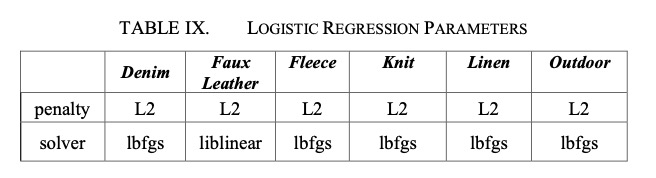 TABLE IX. LOGISTIC REGRESSION PARAMETERS
Denim Faux Leather Fleece Knit Linen Outdoor
penalty L2 L2 L2 L2 L2 L2
solver lbfgs liblinear lbfgs lbfgs lbfgs lbfgs